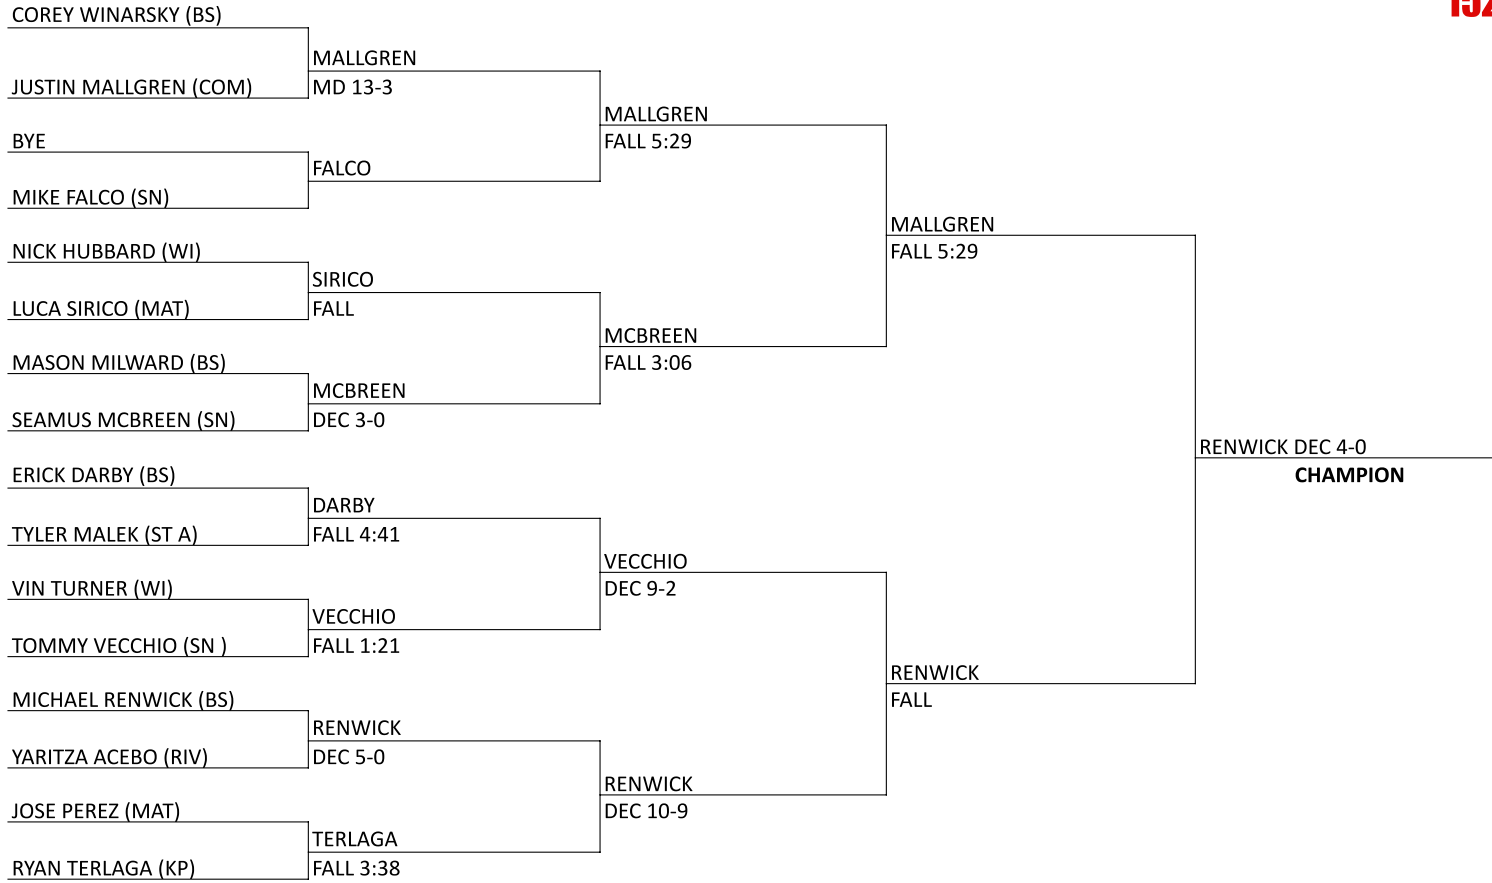 152
COREY WINARSKY (BS)
MALLGREN
JUSTIN MALLGREN (COM)
MD 13-3
MALLGREN
BYE
FALL 5:29
FALCO
MIKE FALCO (SN)
MALLGREN
NICK HUBBARD (WI)
FALL 5:29
SIRICO
LUCA SIRICO (MAT)
FALL
MCBREEN
MASON MILWARD (BS)
FALL 3:06
MCBREEN
SEAMUS MCBREEN (SN)
DEC 3-0
RENWICK DEC 4-0
ERICK DARBY (BS)
CHAMPION
DARBY
TYLER MALEK (ST A)
FALL 4:41
VECCHIO
VIN TURNER (WI)
DEC 9-2
VECCHIO
TOMMY VECCHIO (SN )
FALL 1:21
RENWICK
MICHAEL RENWICK (BS)
FALL
RENWICK
YARITZA ACEBO (RIV)
DEC 5-0
RENWICK
JOSE PEREZ (MAT)
DEC 10-9
TERLAGA
RYAN TERLAGA (KP)
FALL 3:38